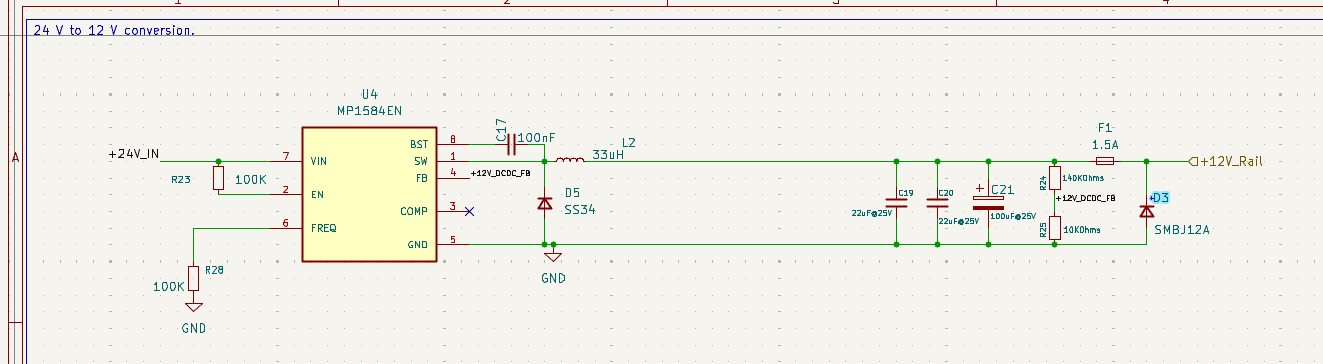 1 2 3 4
24 V to 12 V conversion.
A
U4
MP1584EN
+24V_IN
R23
100K
7 VIN
2 EN
6 FREQ
BST 8
SW 1
FB 4
COMP 3
GND 5
R28
100K
GND
C17
100nF
+12V_DCDC_FB
L2
33uH
D5
SS34
GND
C19
22uF@25V
C20
22uF@25V
C21
100uF@25V
R24
140KOhms
+12V_DCDC_FB
R25
10KOhms
F1
1.5A
+12V_Rail
D3
SMBJ12A